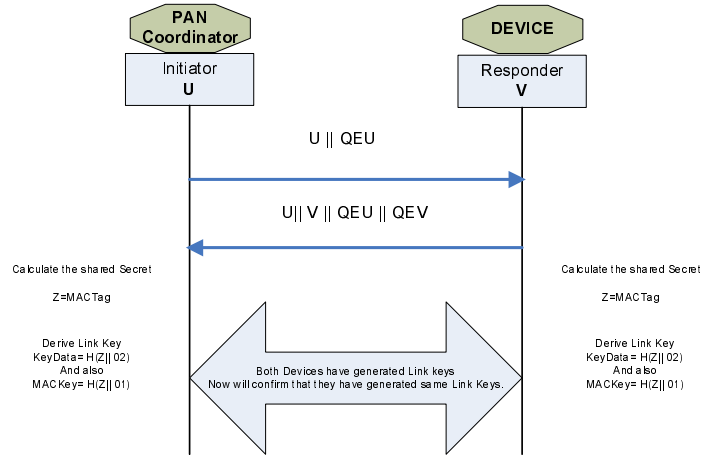 PAN
Coordinator
DEVICE
Initiator
U
Responder
V
U || QEU
U|| V || QEU || QEV
Calculate the shared Secret
Z=MACTag
Derive Link Key
KeyData= H(Z|| 02)
And also
MACKey= H(Z|| 01)
Both Devices have generated Link keys
Now will confirm that they have generated same Link Keys.
Calculate the shared Secret
Z=MACTag
Derive Link Key
KeyData= H(Z|| 02)
And also
MACKey= H(Z|| 01)